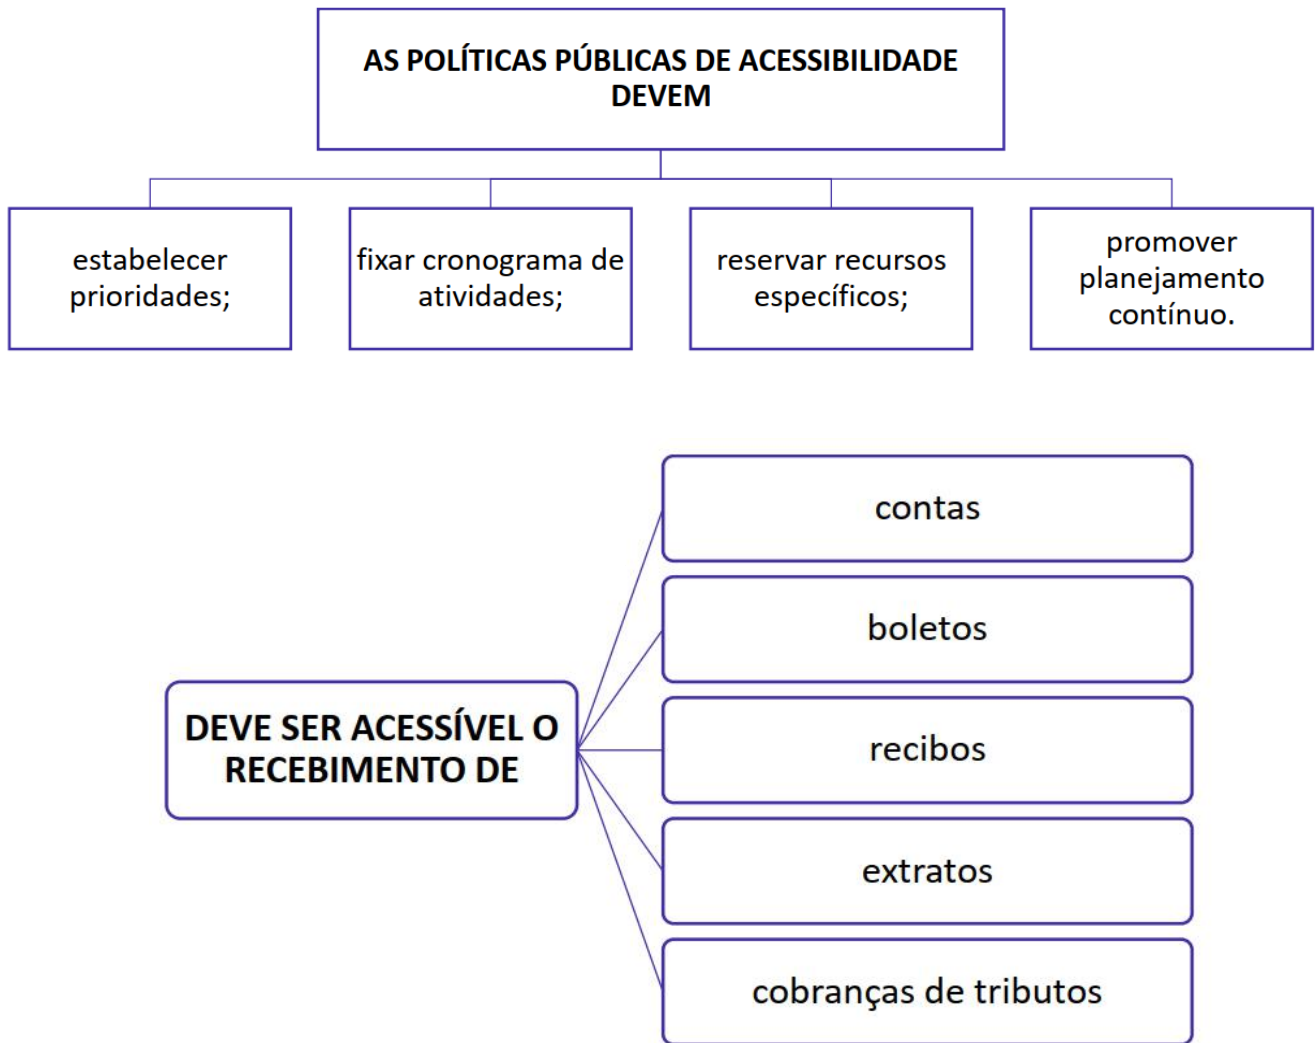 AS POLÍTICAS PÚBLICAS DE ACESSIBILIDADE
DEVEM
estabelecer
prioridades;
fixar cronograma de
atividades;
reservar recursos
específicos;
promover
planejamento
contínuo.
DEVE SER ACESSÍVEL O
RECEBIMENTO DE
contas
boletos
recibos
extratos
cobranças de tributos